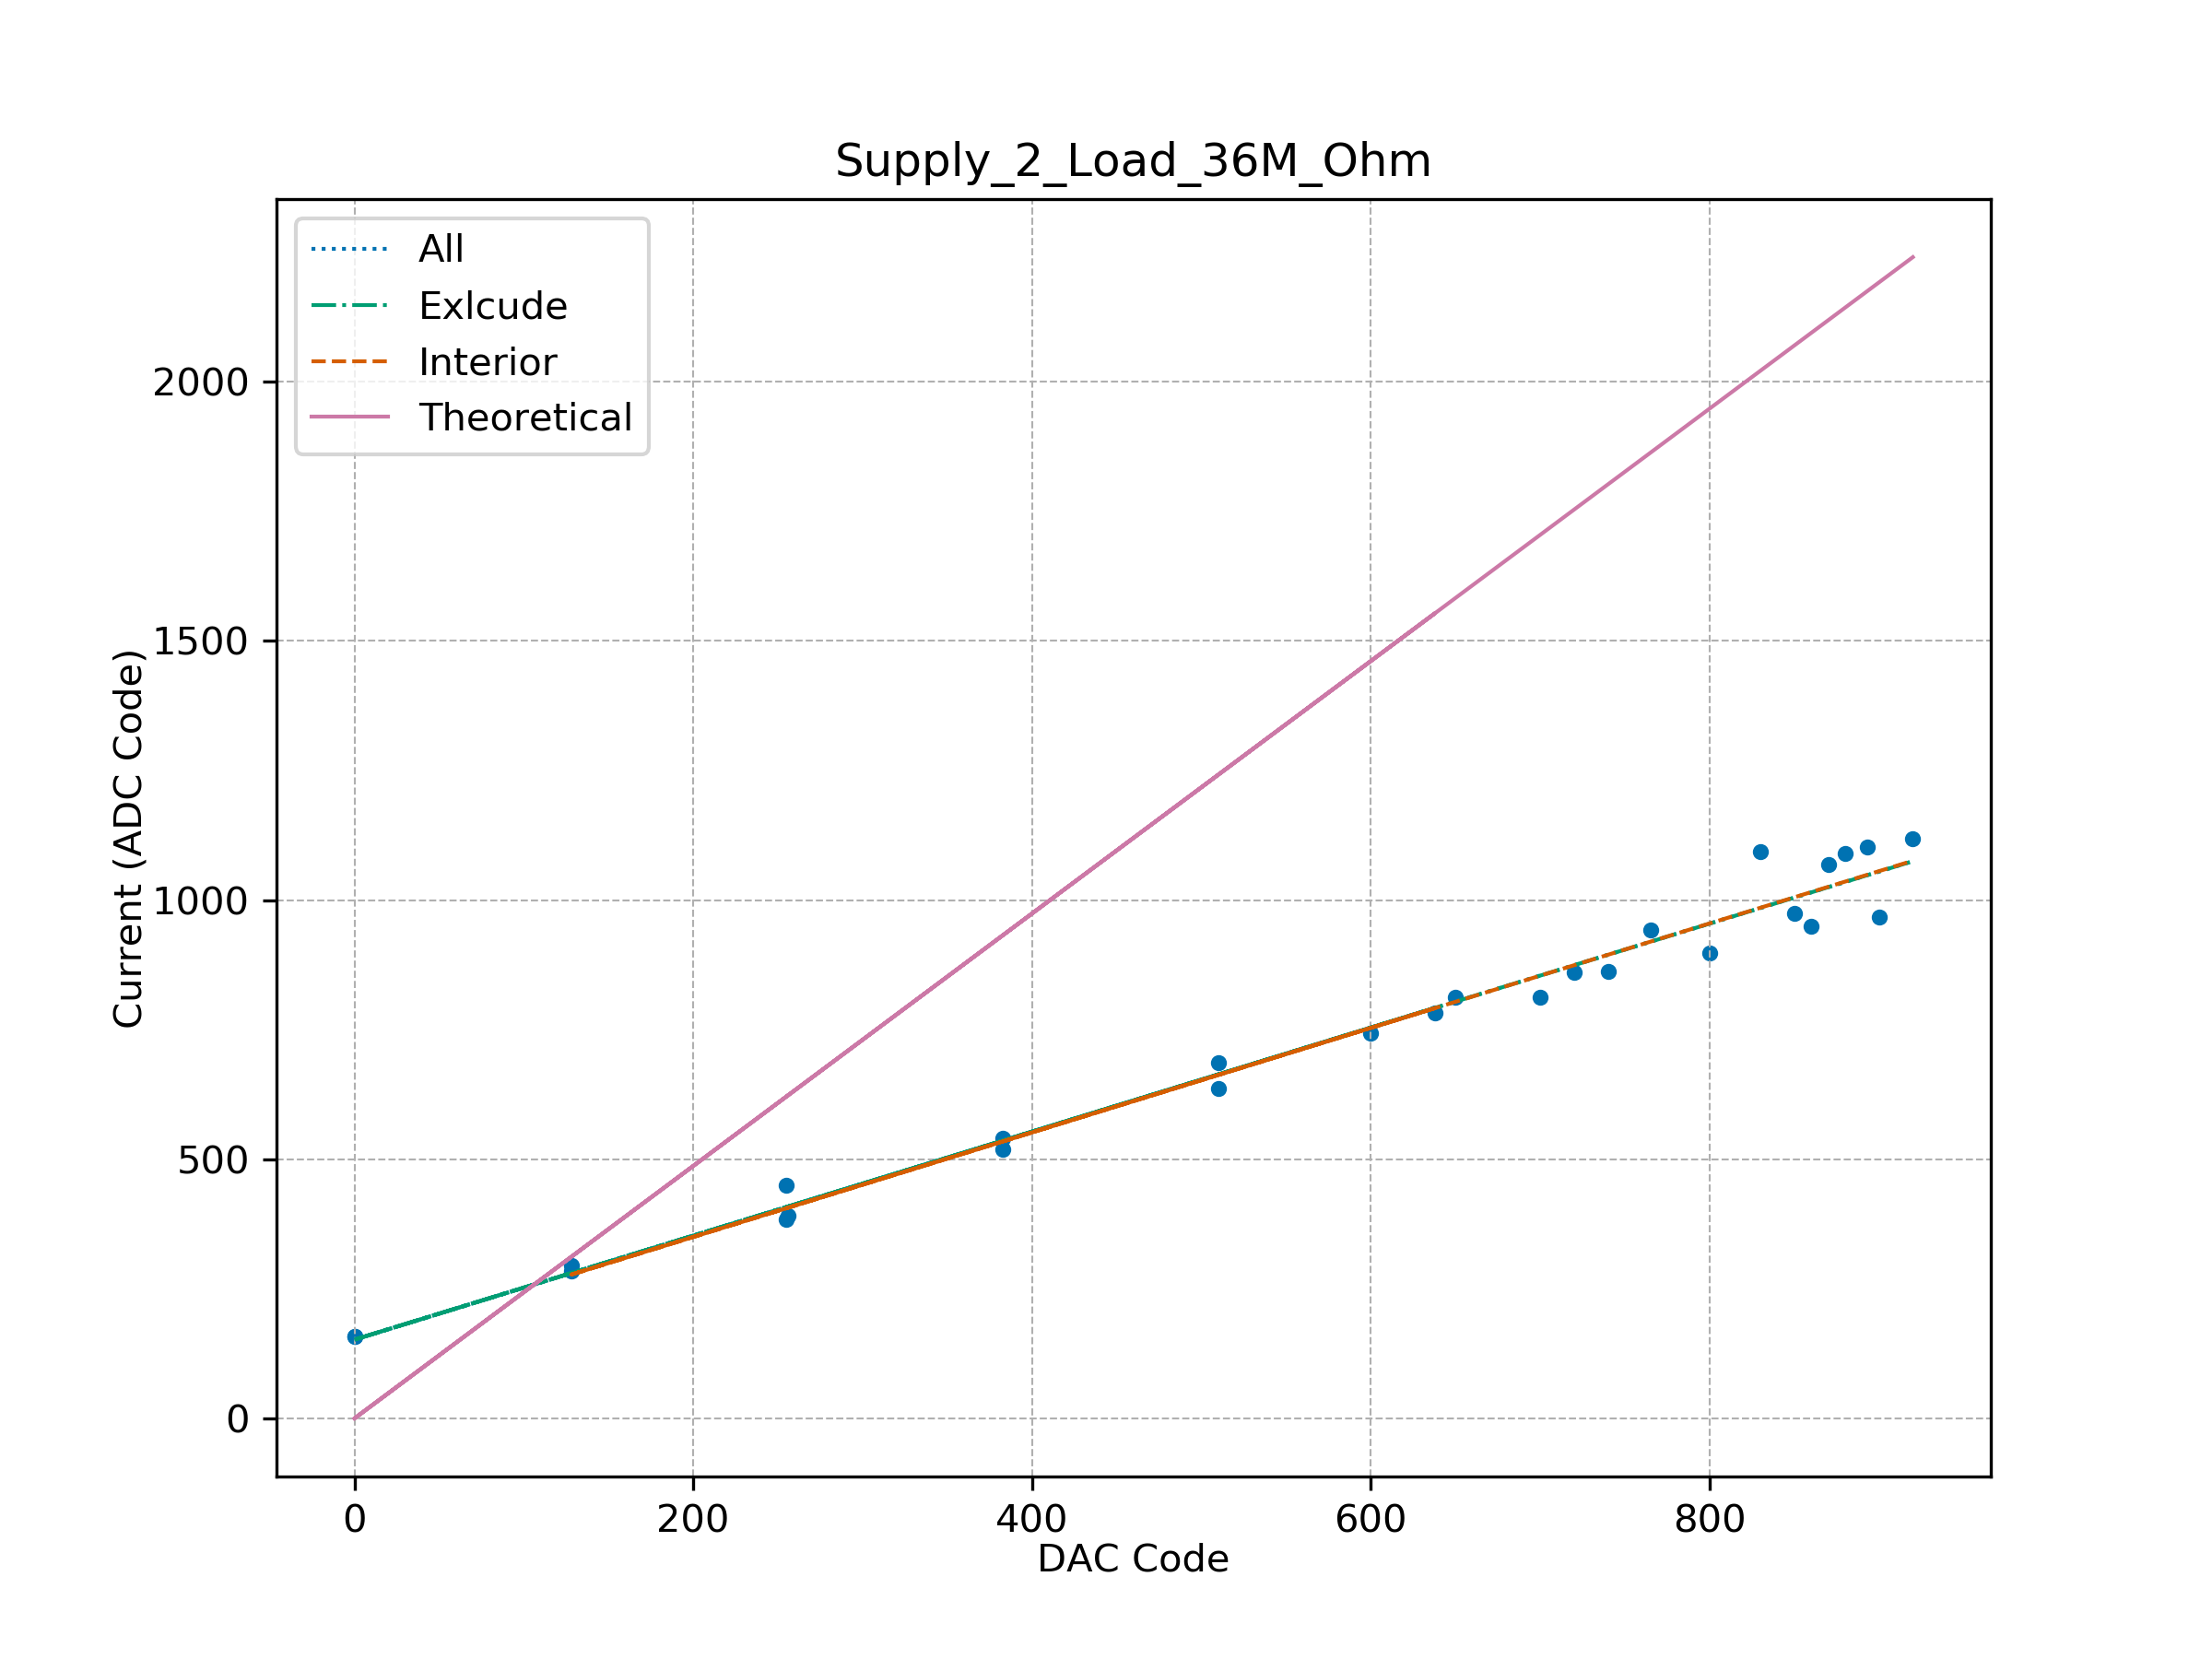 Supply_2_Load_36M_Ohm
All
Exlcude
Interior
Theoretical
2000
1500
1000
500
0
Current (ADC Code)
0 200 400 600 800
DAC Code